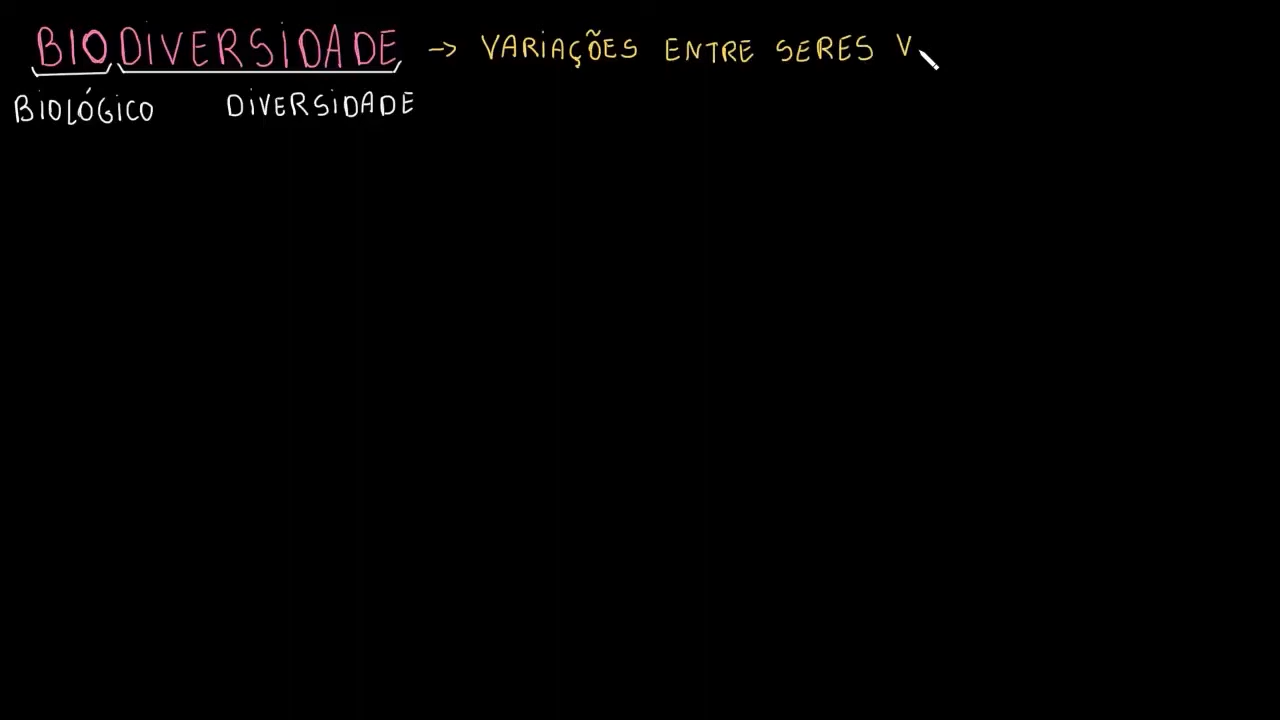 BIODIVERSIDADE → VARIAÇÕES ENTRE SERES V
BIOLÓGICO DIVERSIDADE